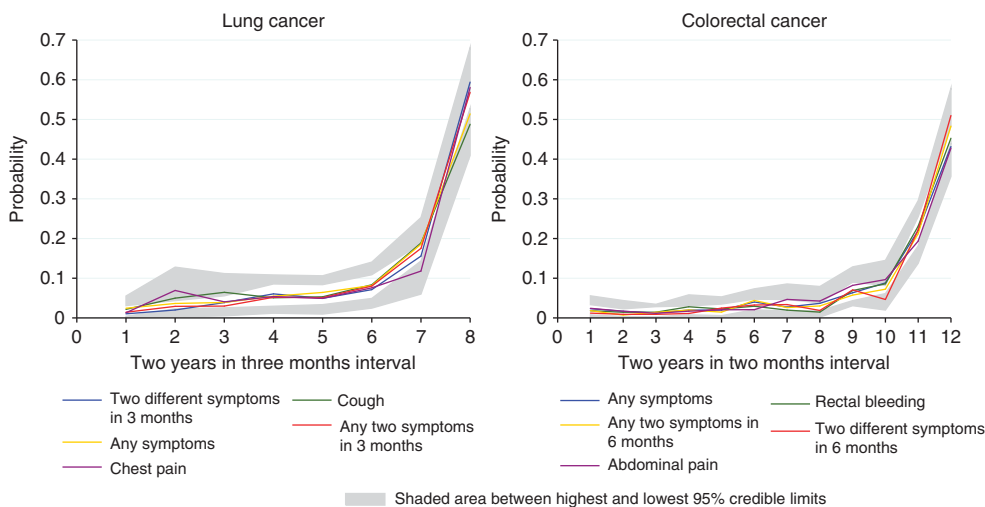 Lung cancer
0.7
0.6
0.5
0.4
0.3
0.2
0.1
0
Probability
0 1 2 3 4 5 6 7 8
Two years in three months interval
Two different symptoms
in 3 months
Any symptoms
Chest pain
Cough
Any two symptoms
in 3 months
Colorectal cancer
0.7
0.6
0.5
0.4
0.3
0.2
0.1
0
Probability
0 1 2 3 4 5 6 7 8 9 10 11 12
Two years in two months interval
Any symptoms
Any two symptoms in
6 months
Abdominal pain
Rectal bleeding
Two different symptoms
in 6 months
Shaded area between highest and lowest 95% credible limits